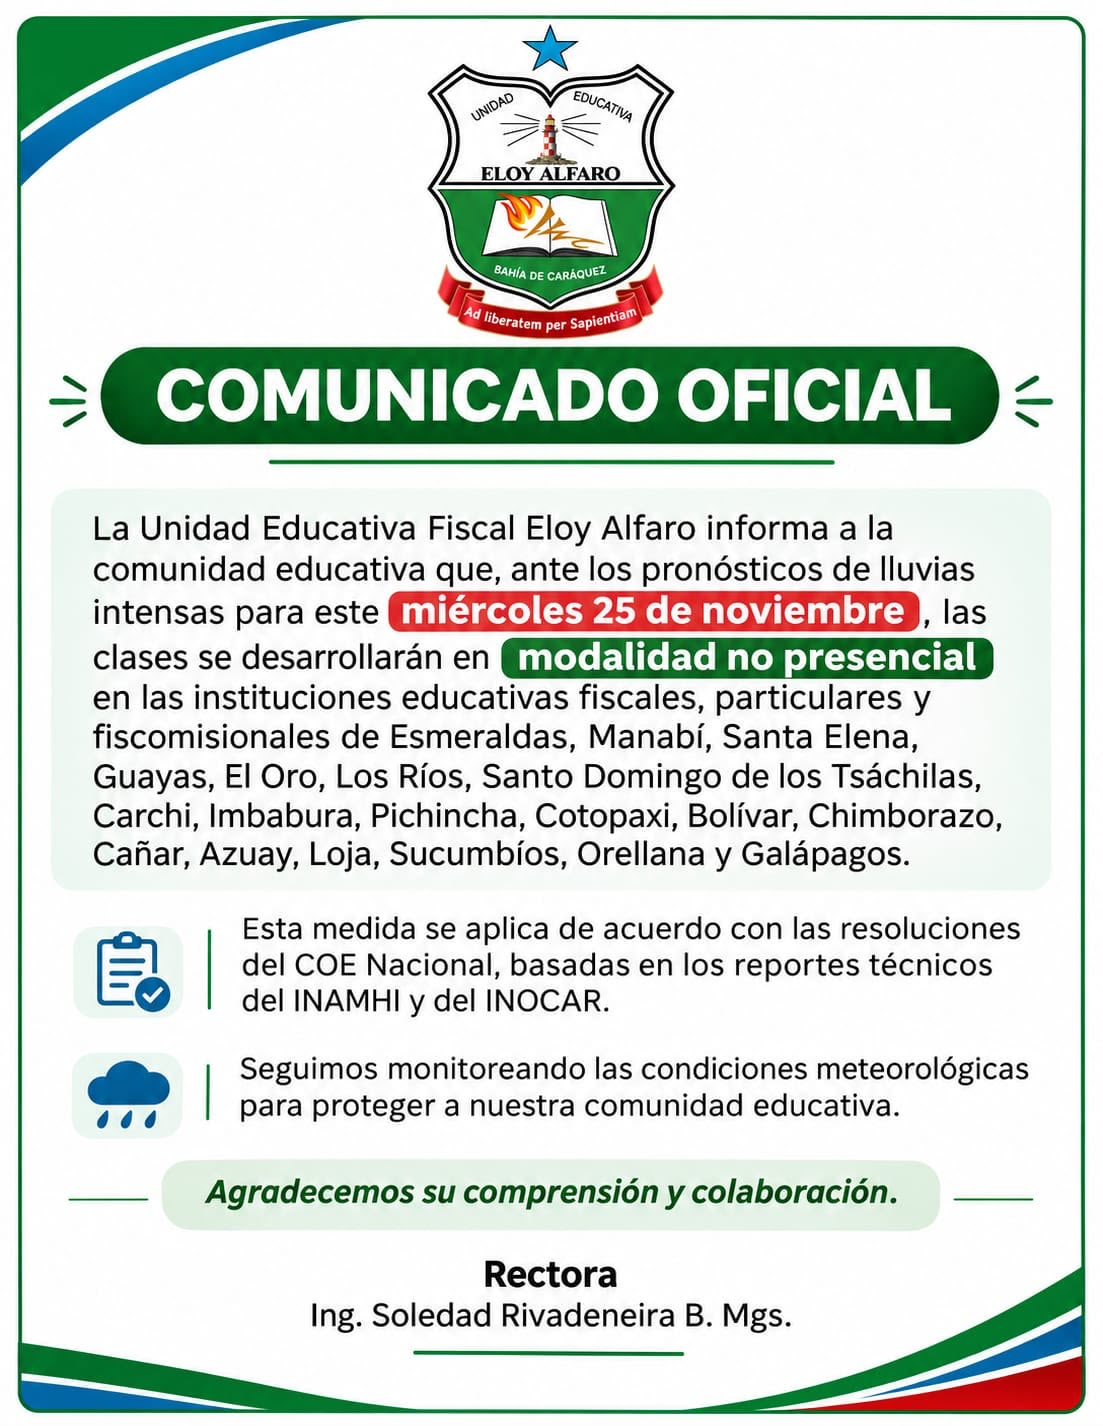 UNIDAD EDUCATIVA
ELOY ALFARO
BAHÍA DE CARÁQUEZ
Ad liberatem per Sapientiam
COMUNICADO OFICIAL
La Unidad Educativa Fiscal Eloy Alfaro informa a la
comunidad educativa que, ante los pronósticos de lluvias
intensas para este miércoles 25 de noviembre, las
clases se desarrollarán en modalidad no presencial
en las instituciones educativas fiscales, particulares y
fiscomisionales de Esmeraldas, Manabí, Santa Elena,
Guayas, El Oro, Los Ríos, Santo Domingo de los Tsáchilas,
Carchi, Imbabura, Pichincha, Cotopaxi, Bolívar, Chimborazo,
Cañar, Azuay, Loja, Sucumbíos, Orellana y Galápagos.
Esta medida se aplica de acuerdo con las resoluciones
del COE Nacional, basadas en los reportes técnicos
del INAMHI y del INOCAR.
Seguimos monitoreando las condiciones meteorológicas
para proteger a nuestra comunidad educativa.
Agradecemos su comprensión y colaboración.
Rectora
Ing. Soledad Rivadeneira B. Mgs.